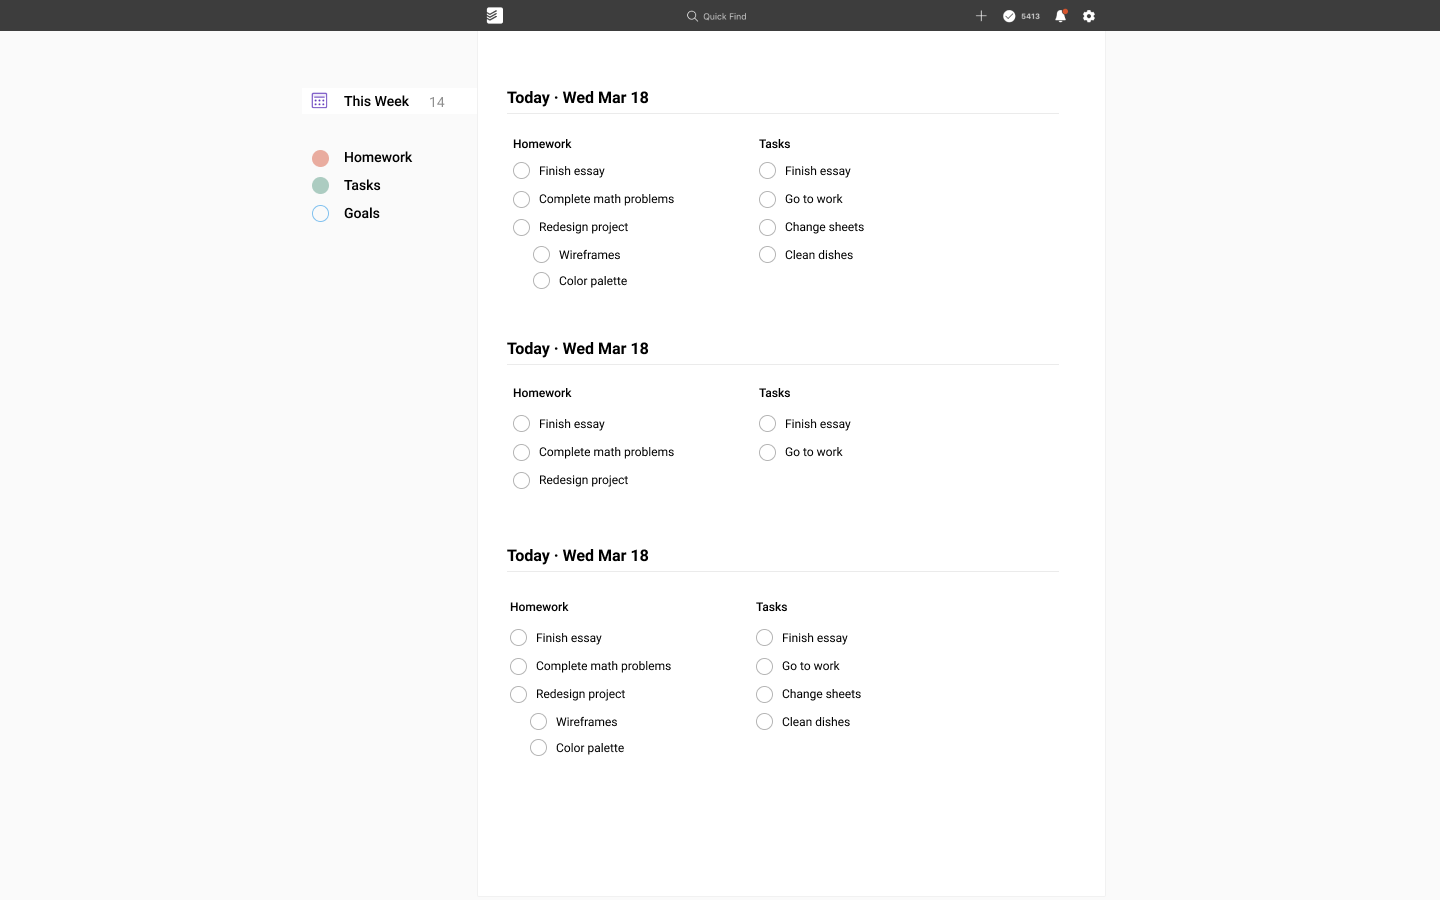 Quick Find
5413
This Week 14
Homework
Tasks
Goals
Today · Wed Mar 18
Homework
Finish essay
Complete math problems
Redesign project
Wireframes
Color palette
Tasks
Finish essay
Go to work
Change sheets
Clean dishes
Today · Wed Mar 18
Homework
Finish essay
Complete math problems
Redesign project
Tasks
Finish essay
Go to work
Today · Wed Mar 18
Homework
Finish essay
Complete math problems
Redesign project
Wireframes
Color palette
Tasks
Finish essay
Go to work
Change sheets
Clean dishes